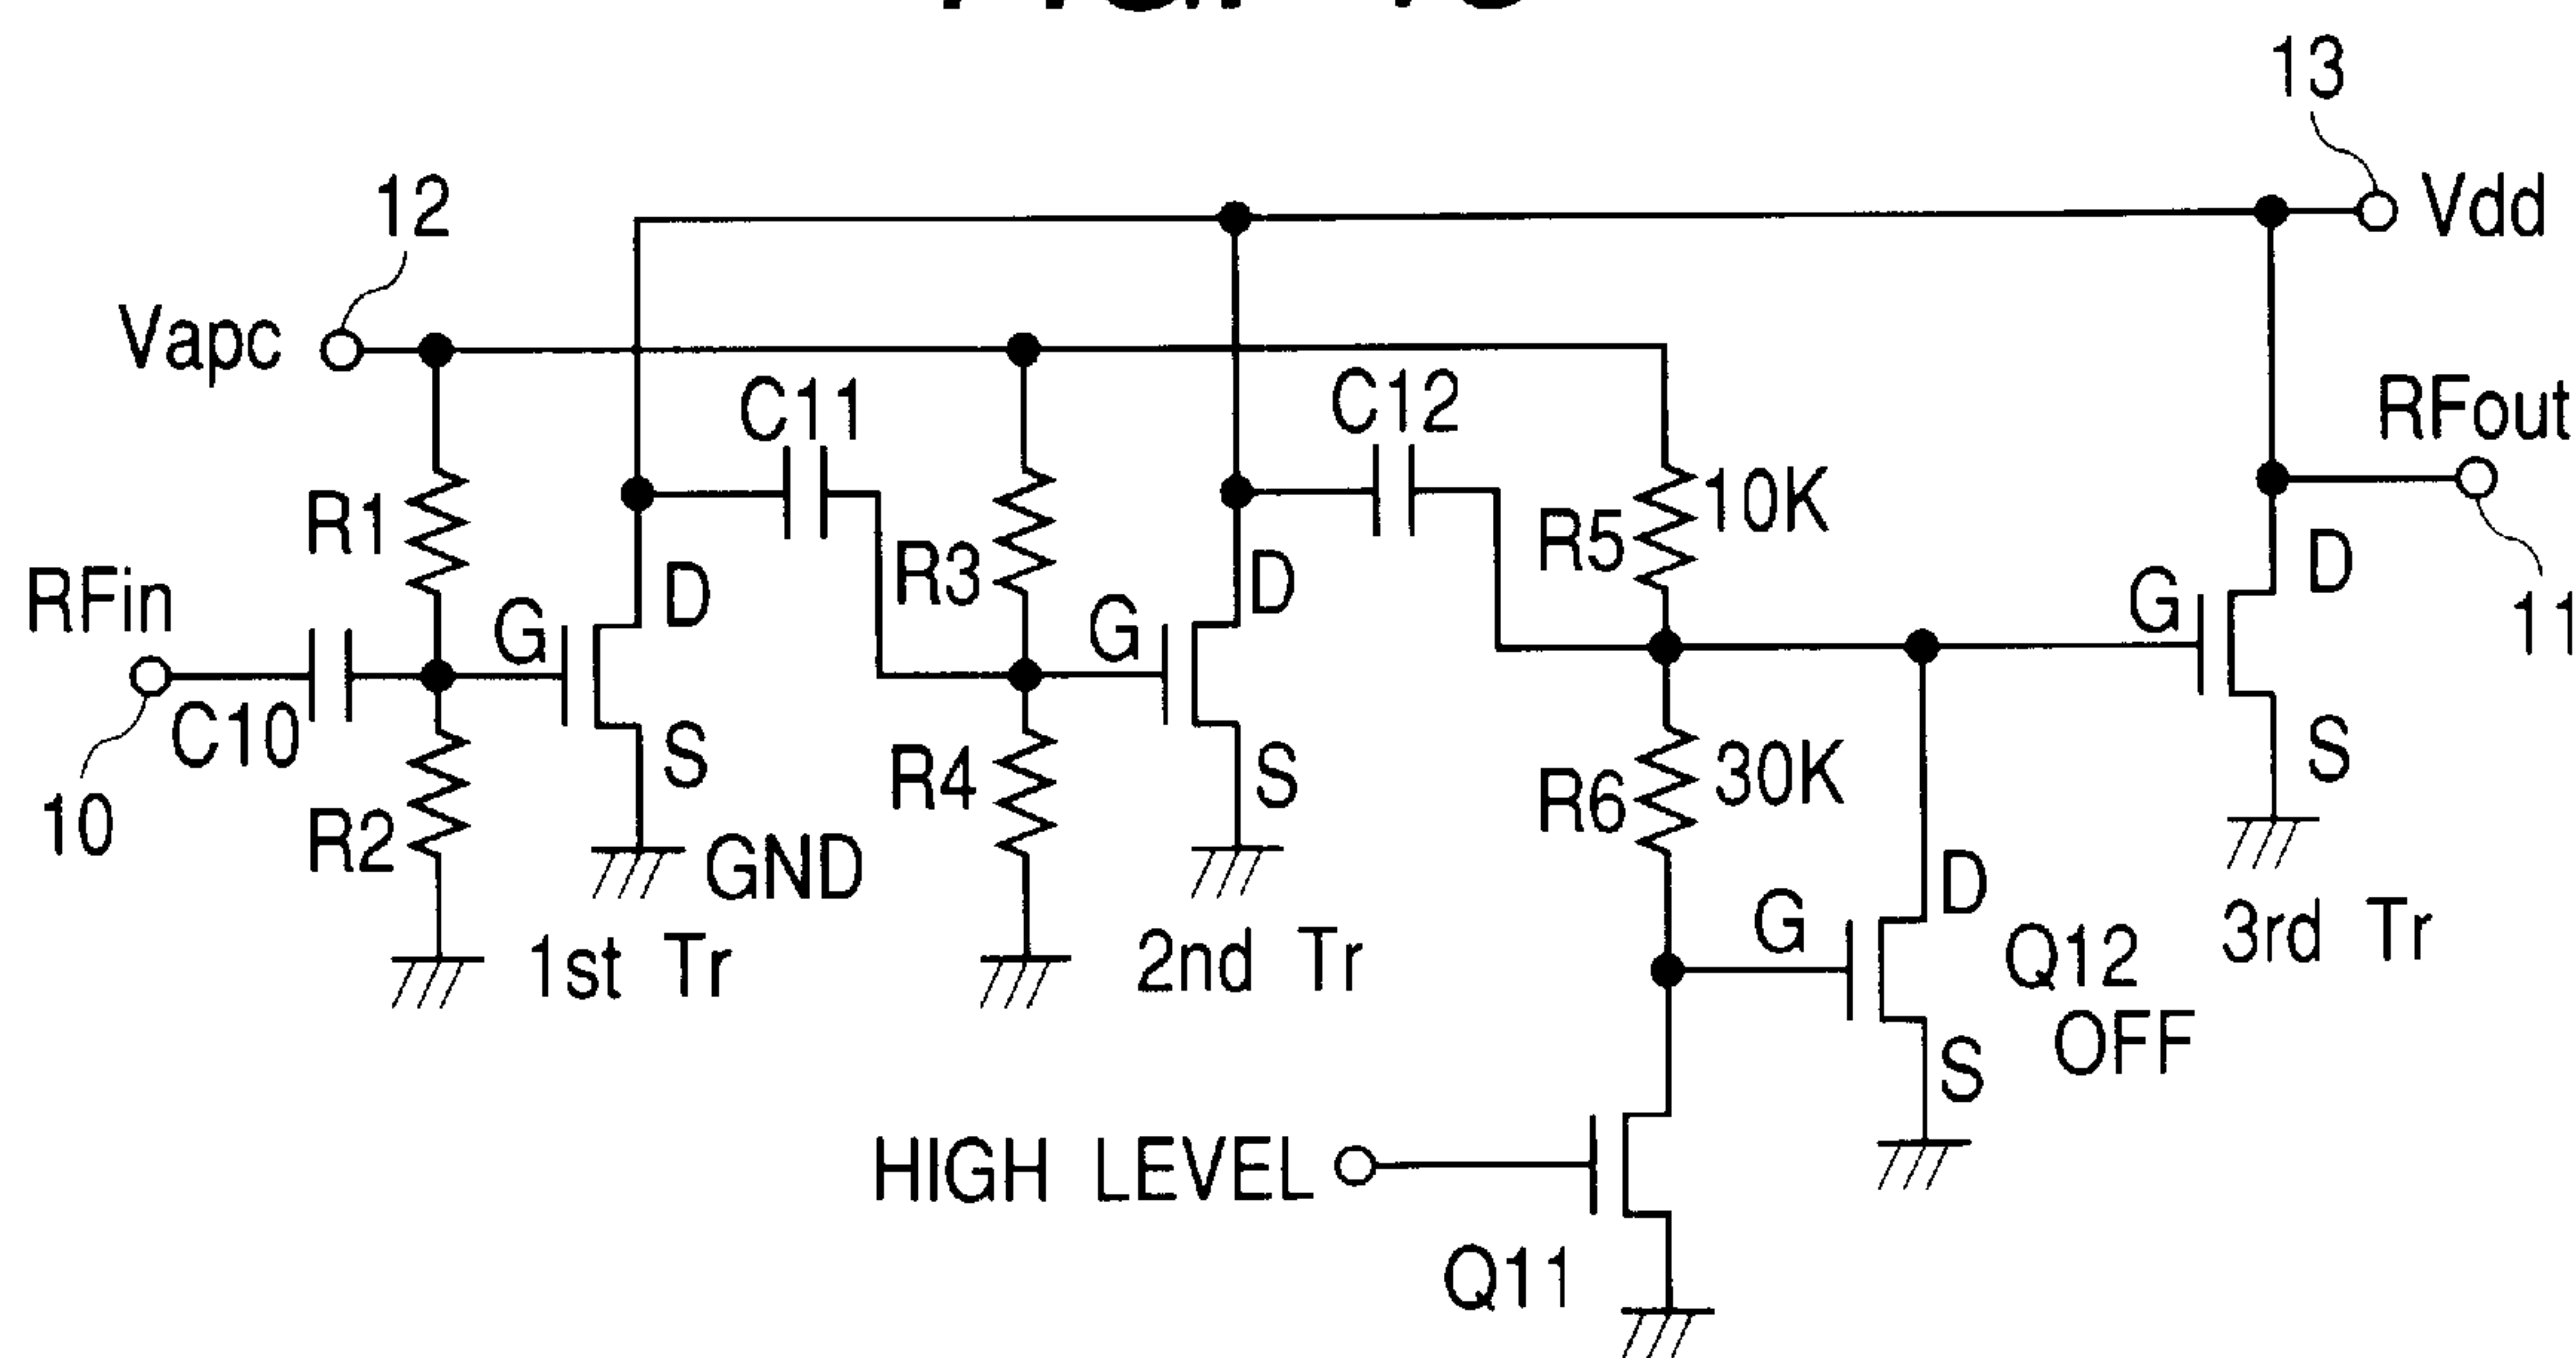 13
12
Vdd
Vapc
C11
C12
RFout
R1
10K
R5
R3
D
D
D
RFin
G
G
G
11
C10
S
S
S
R4
R6
30K
10
R2
GND
D
G
1st Tr
2nd Tr
Q12
OFF
3rd Tr
S
HIGH LEVEL
Q11